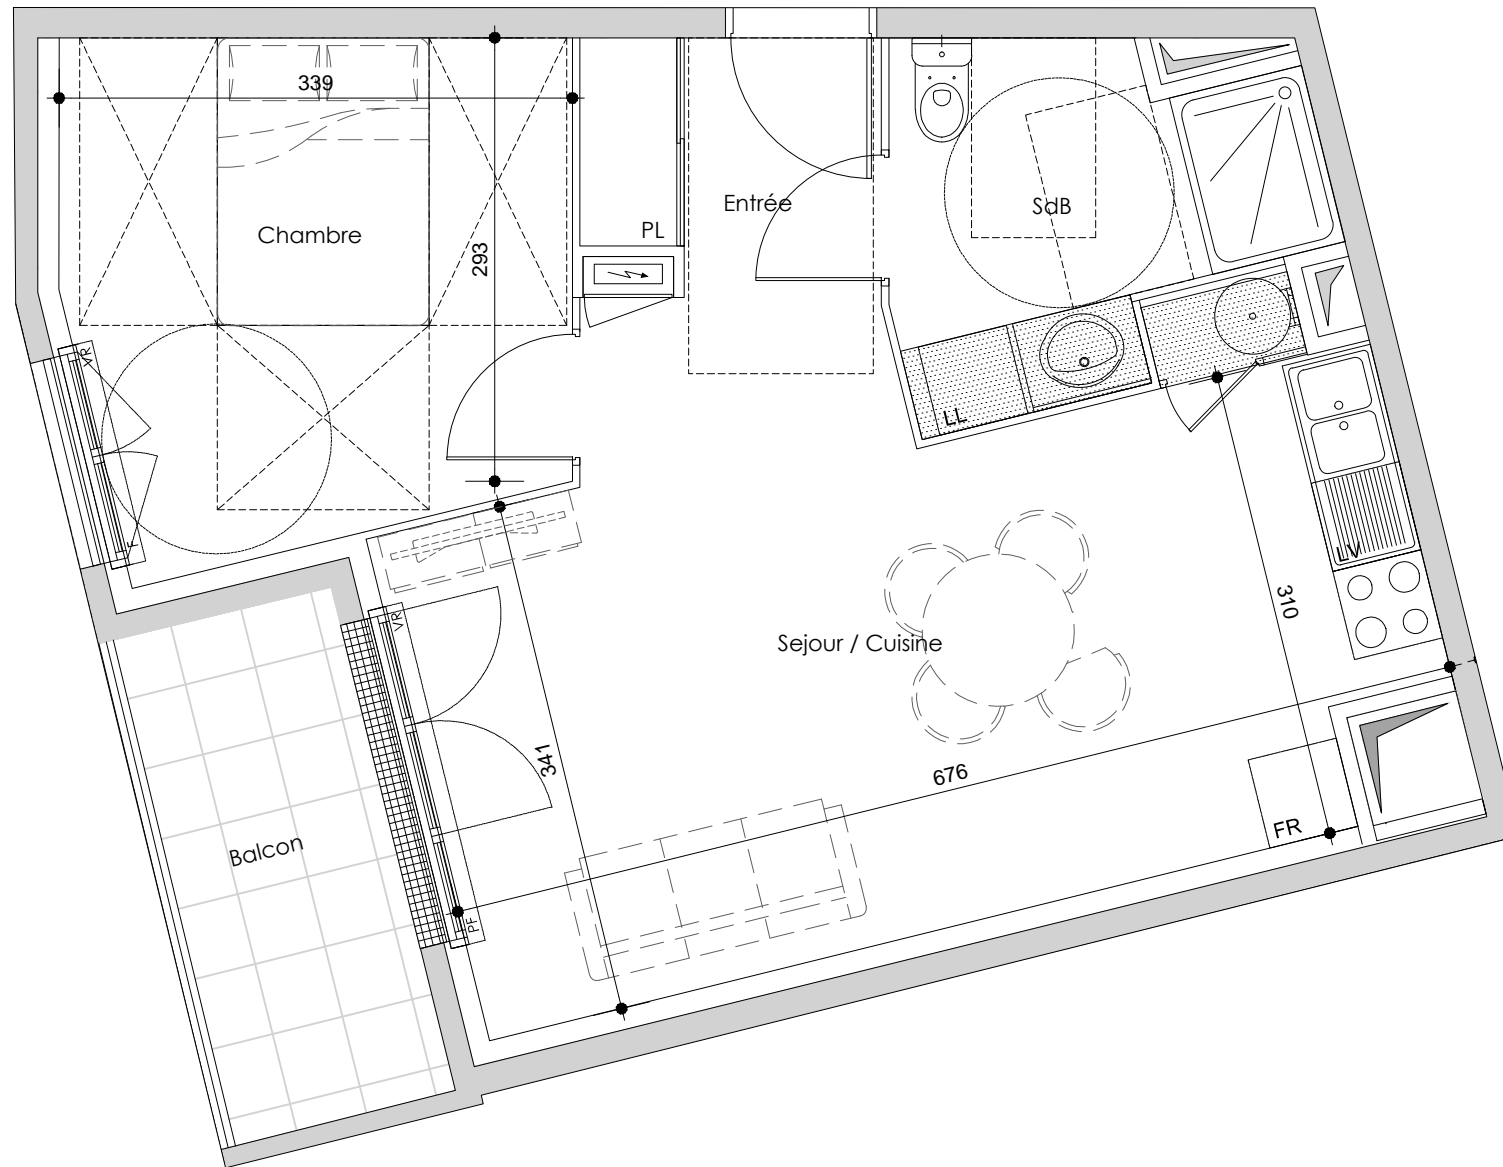 339
PL
Entrée
SdB
Chambre
293
VR
F
LL
LV
VR
310
Sejour / Cuisine
341
676
PF
FR
Balcon